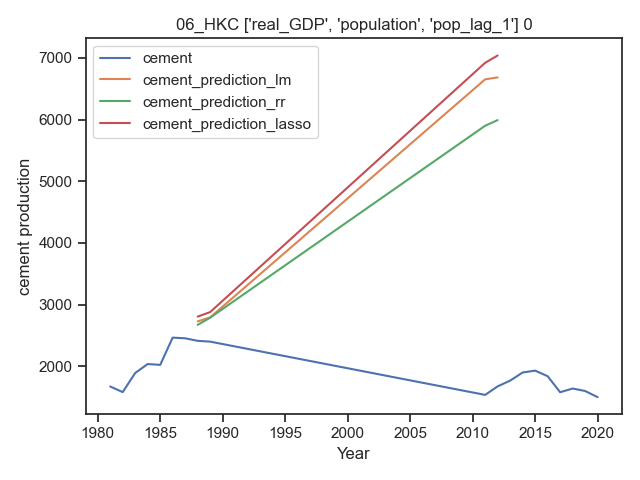 06_HKC ['real_GDP', 'population', 'pop_lag_1'] 0
cement
cement_prediction_lm
cement_prediction_rr
cement_prediction_lasso
cement production
7000
6000
5000
4000
3000
2000
1980 1985 1990 1995 2000 2005 2010 2015 2020
Year